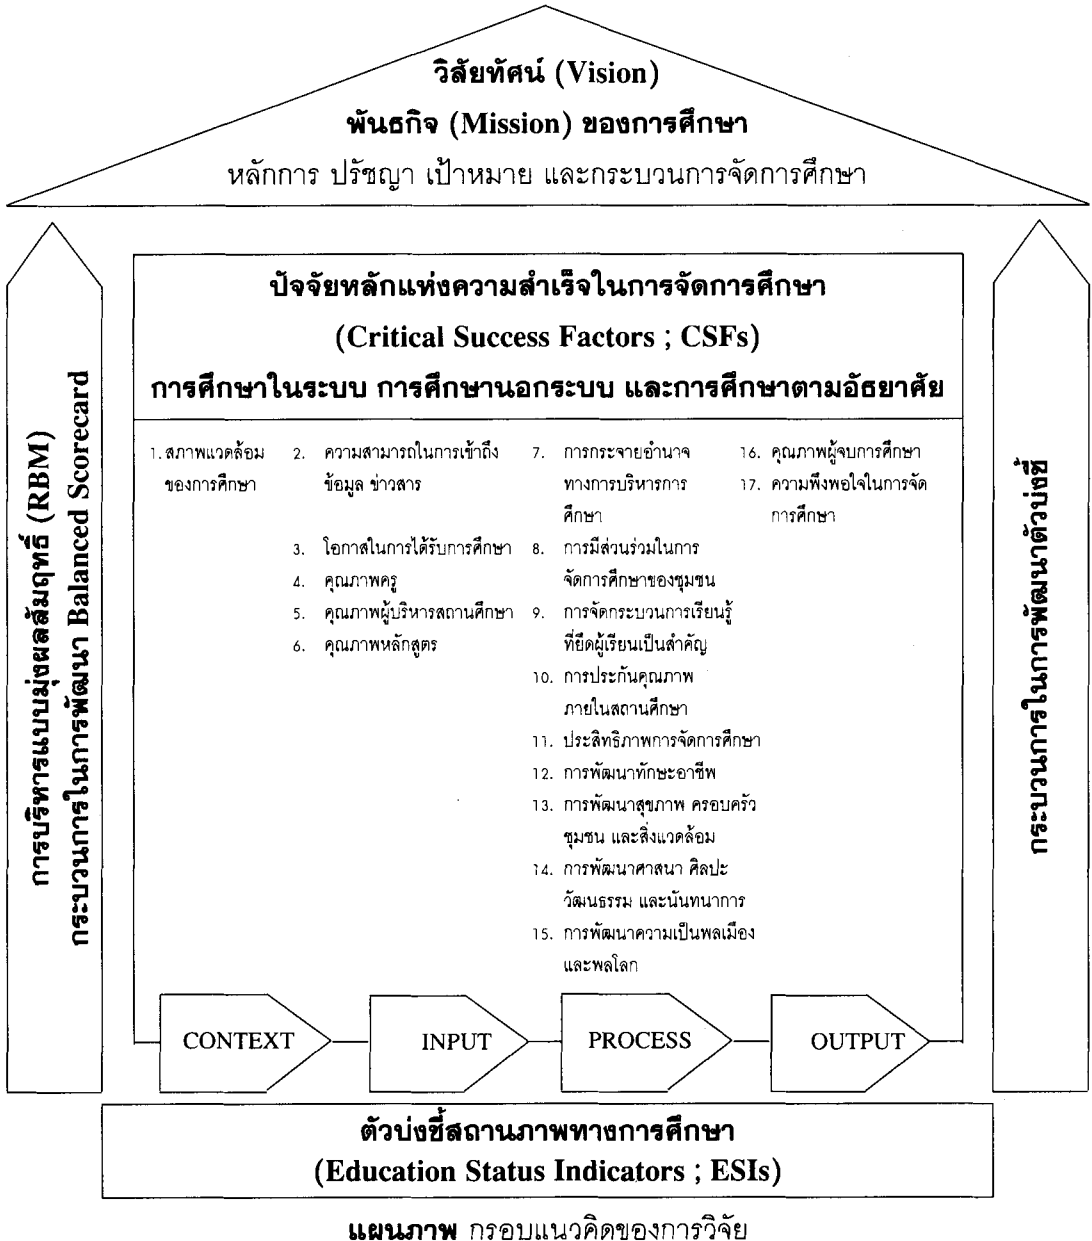 วิสัยทัศน์ (Vision)
พันธกิจ (Mission) ของการศึกษา
หลักการ ปรัชญา เป้าหมาย และกระบวนการจัดการศึกษา
การบริหารแบบมุ่งผลสัมฤทธิ์ (RBM)
กระบวนการในการพัฒนา Balanced Scorecard
ปัจจัยหลักแห่งความสำเร็จในการจัดการศึกษา
(Critical Success Factors ; CSFs)
การศึกษาในระบบ การศึกษานอกระบบ และการศึกษาตามอัธยาศัย
1. สภาพแวดล้อม
ของการศึกษา
2. ความสามารถในการเข้าถึง
ข้อมูล ข่าวสาร
3. โอกาสในการได้รับการศึกษา
4. คุณภาพครู
5. คุณภาพผู้บริหารสถานศึกษา
6. คุณภาพหลักสูตร
7. การกระจายอำนาจ
ทางการบริหารการ
ศึกษา
8. การมีส่วนร่วมในการ
จัดการศึกษาของชุมชน
9. การจัดกระบวนการเรียนรู้
ที่ยึดผู้เรียนเป็นสำคัญ
10. การประกันคุณภาพ
ภายในสถานศึกษา
11. ประสิทธิภาพการจัดการศึกษา
12. การพัฒนาทักษะอาชีพ
13. การพัฒนาสุขภาพ ครอบครัว
ชุมชน และสิ่งแวดล้อม
14. การพัฒนาศาสนา ศิลปะ
วัฒนธรรม และนันทนาการ
15. การพัฒนาความเป็นพลเมือง
และพลโลก
16. คุณภาพผู้จบการศึกษา
17. ความพึงพอใจในการจัด
การศึกษา
CONTEXT
INPUT
PROCESS
OUTPUT
กระบวนการในการพัฒนาตัวบ่งชี้
ตัวบ่งชี้สถานภาพทางการศึกษา
(Education Status Indicators ; ESIs)
แผนภาพ กรอบแนวคิดของการวิจัย